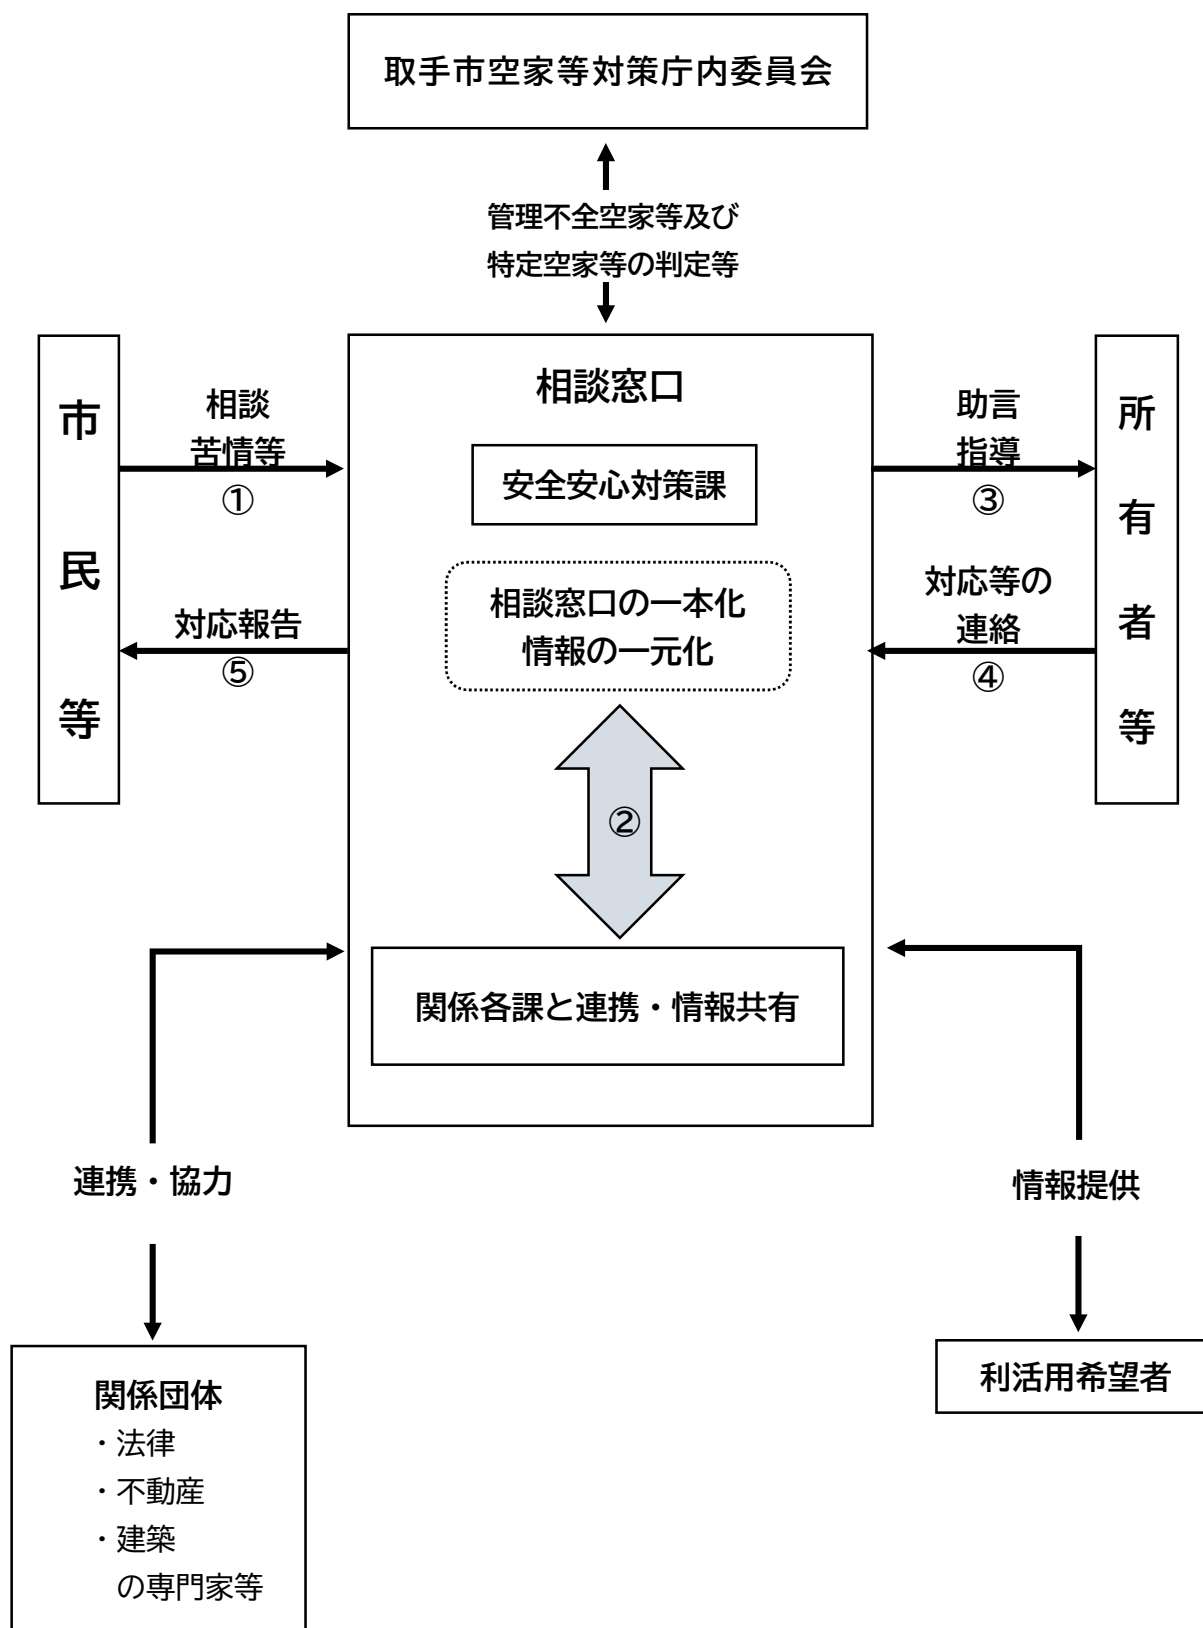 取手市空家等対策庁内委員会
管理不全空家等及び
特定空家等の判定等
市民等
相談
苦情等
①
対応報告
⑤
相談窓口
安全安心対策課
相談窓口の一本化
情報の一元化
②
関係各課と連携・情報共有
助言
指導
③
対応等の
連絡
④
所有者等
連携・協力
情報提供
関係団体
・法律
・不動産
・建築
の専門家等
利活用希望者